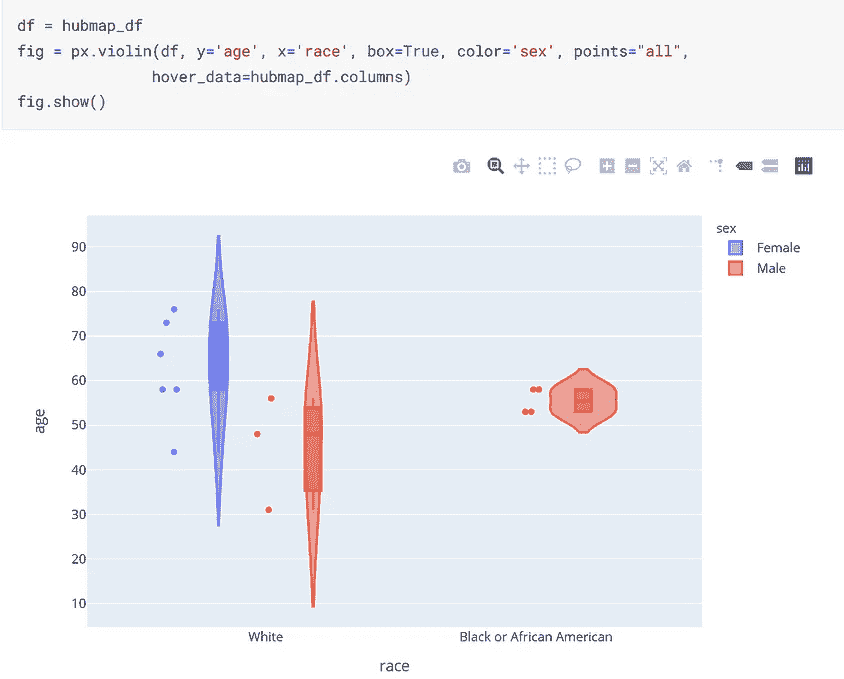 df = hubmap_df
fig = px.violin(df, y='age', x='race', box=True, color='sex', points="all",
hover_data=hubmap_df.columns)
fig.show()
sex
Female
Male
90
80
70
60
50
40
30
20
10
age
White
Black or African American
race